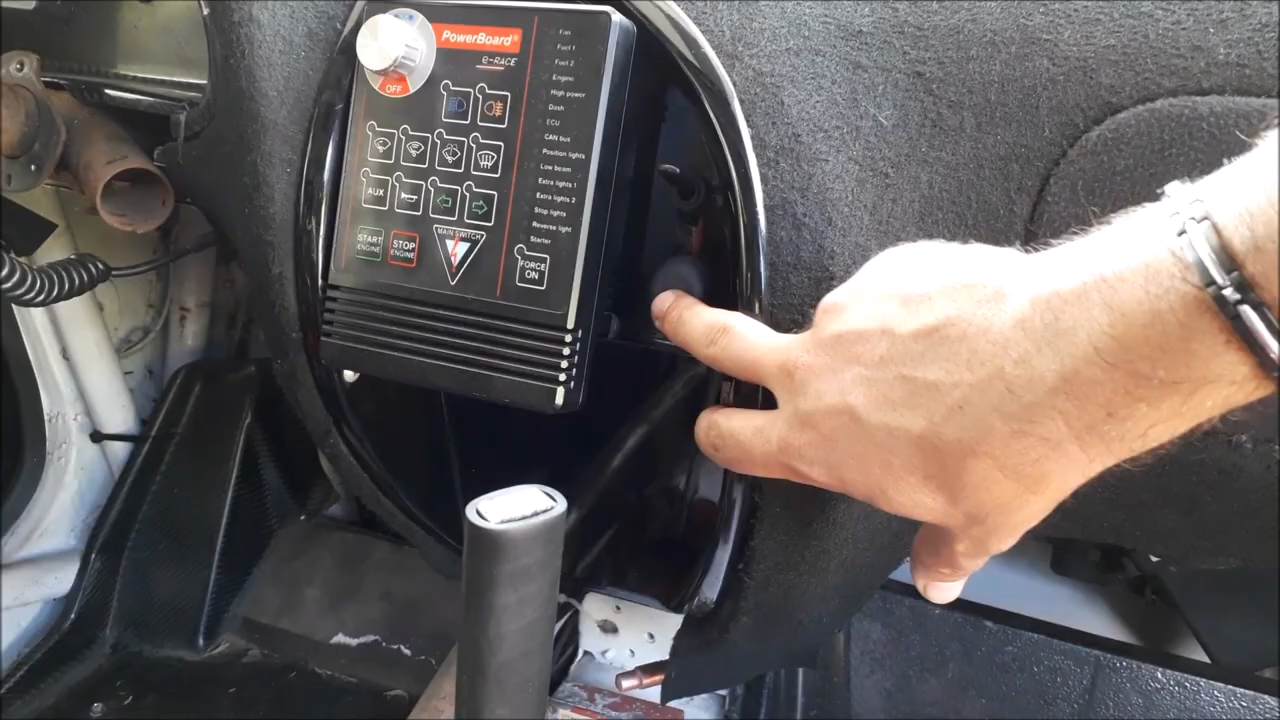 PowerBoard®
e-RACE
OFF
AUX
START
ENGINE
STOP
ENGINE
MAIN SWITCH
FORCE
ON
Fan
Fuel 1
Fuel 2
Engine
High power
Dash
ECU
CAN bus
Position lights
Low beam
Extra lights 1
Extra lights 2
Stop lights
Reverse light
Starter